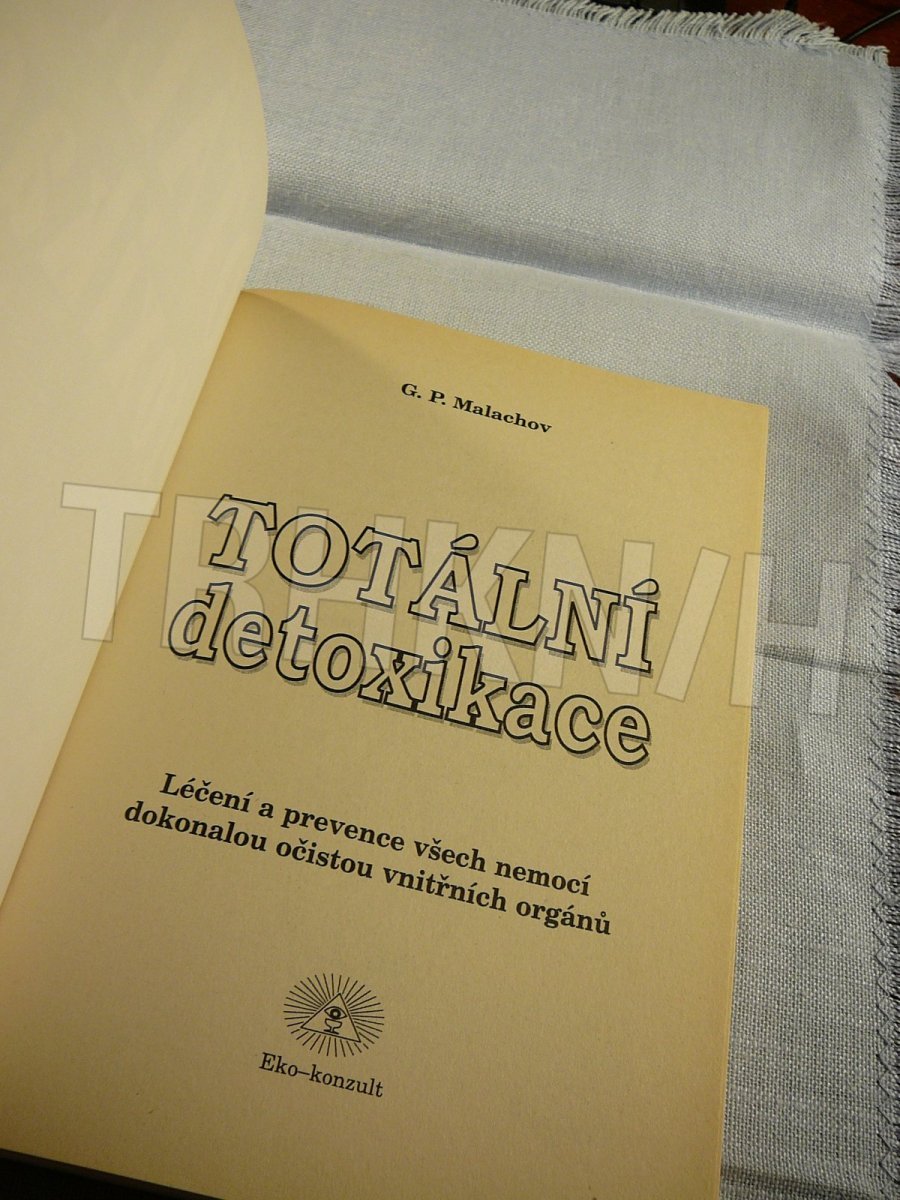 G. P. Malachov
TOTÁLNÍ
detoxikace
Léčení a prevence všech nemocí
dokonalou očistou vnitřních orgánů
Eko–konzult